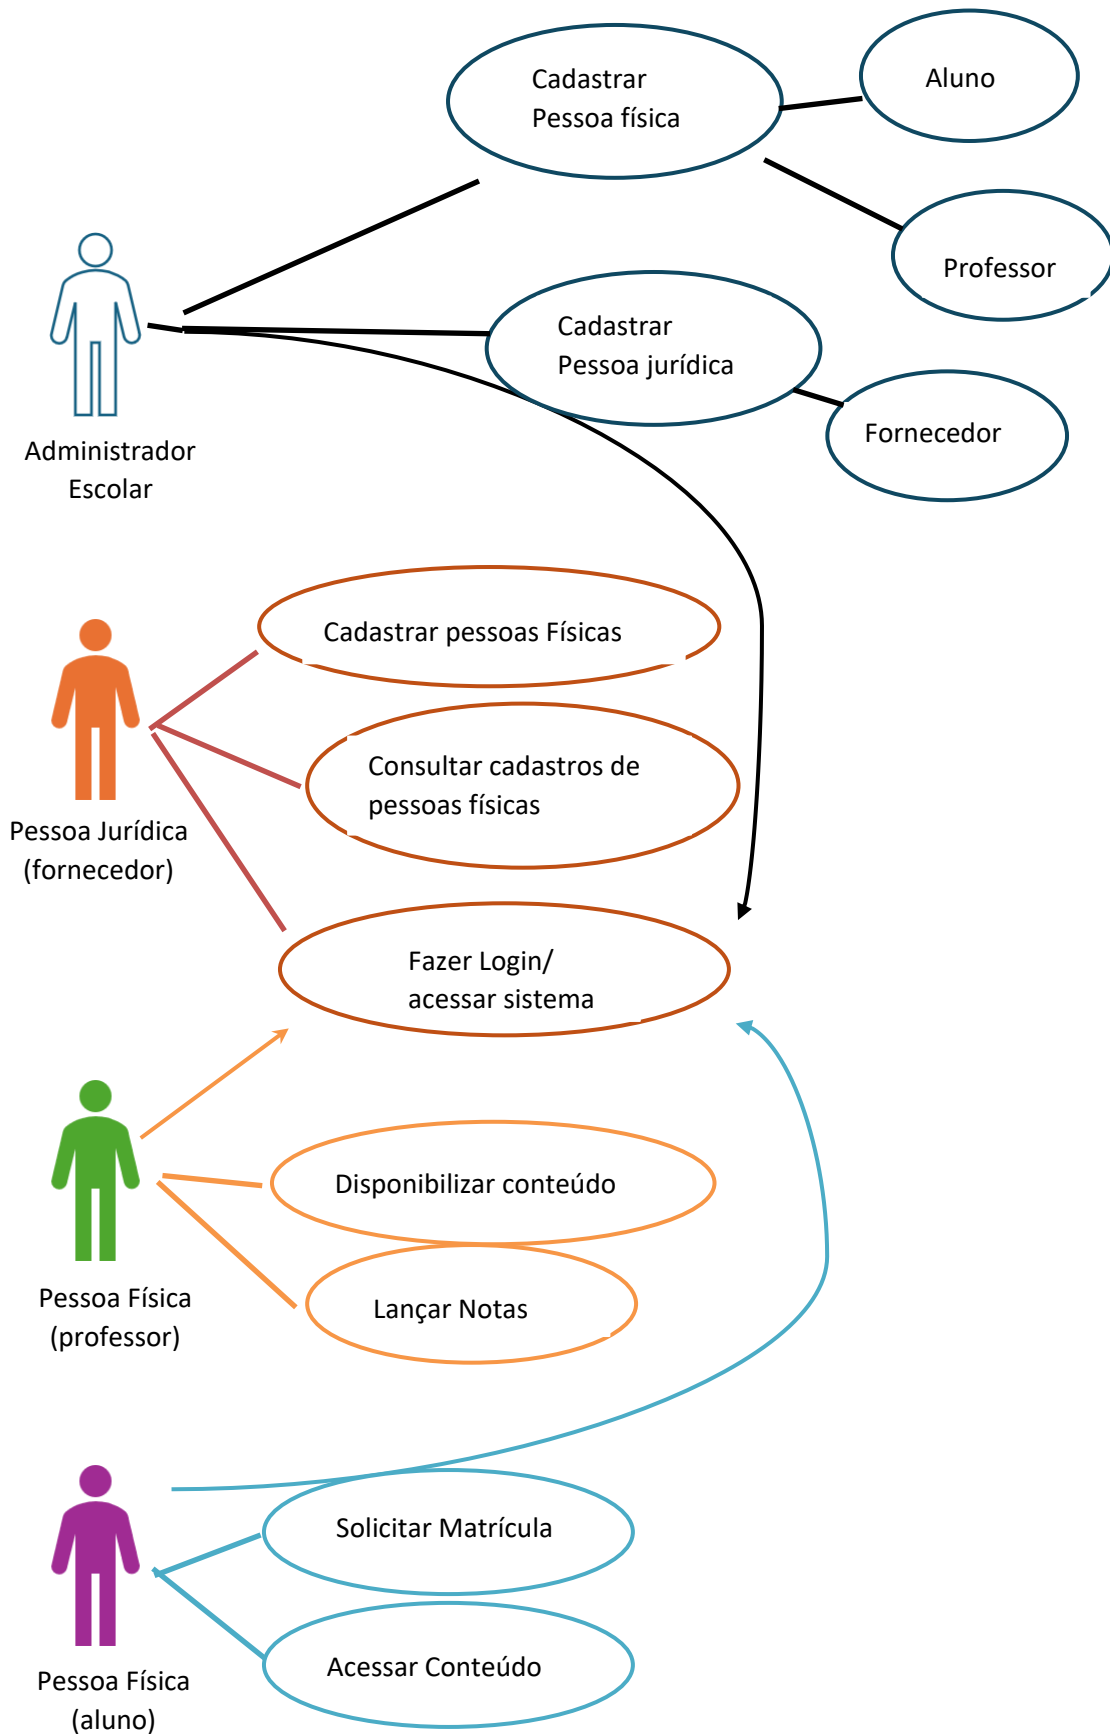 Cadastrar
Pessoa física
Aluno
Professor
Cadastrar
Pessoa jurídica
Fornecedor
Administrador
Escolar
Cadastrar pessoas Físicas
Consultar cadastros de
pessoas físicas
Pessoa Jurídica
(fornecedor)
Fazer Login/
acessar sistema
Disponibilizar conteúdo
Lançar Notas
Pessoa Física
(professor)
Solicitar Matrícula
Acessar Conteúdo
Pessoa Física
(aluno)